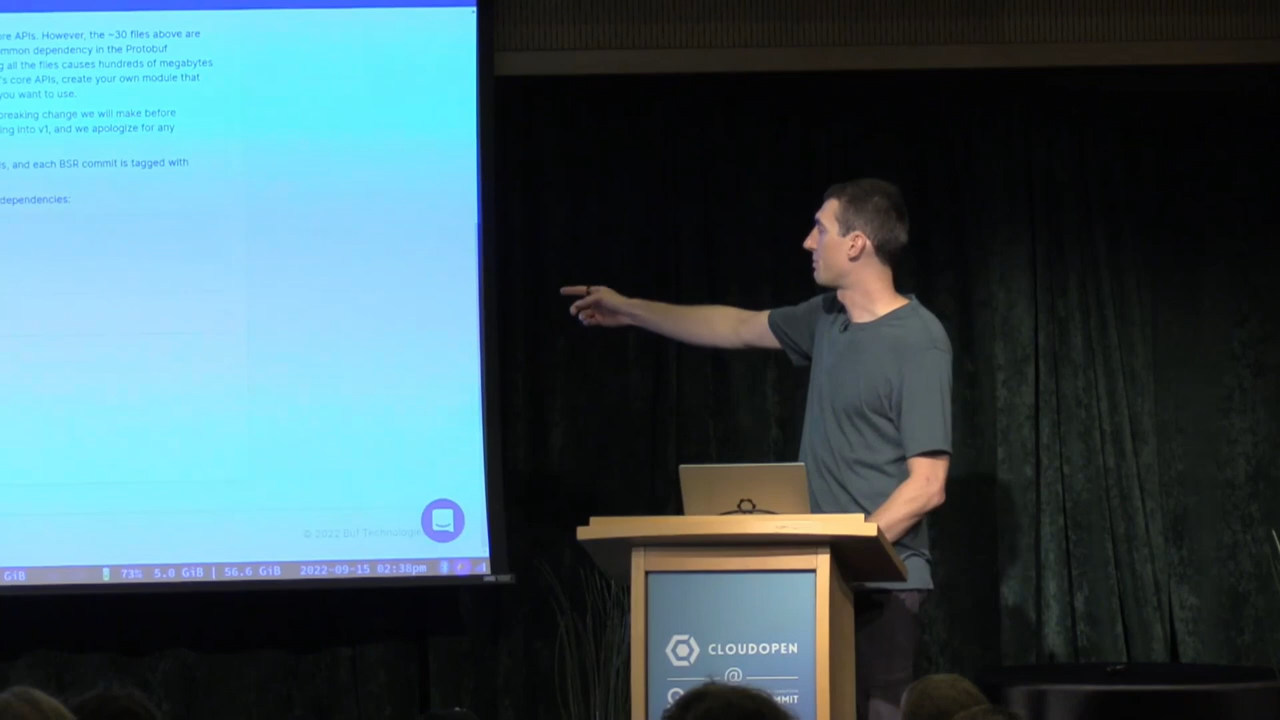 re APIs. However, the ~30 files above are
mmon dependency in the Protobuf
g all the files causes hundreds of megabytes
's core APIs, create your own module that
you want to use.
breaking change we will make before
ing into v1, and we apologize for any
s, and each BSR commit is tagged with
dependencies:
© 2022 Buf Technologie
GiB 73% 5.0 GiB | 56.6 GiB 2022-09-15 02:38pm
CLOUDOPEN
@
MMIT